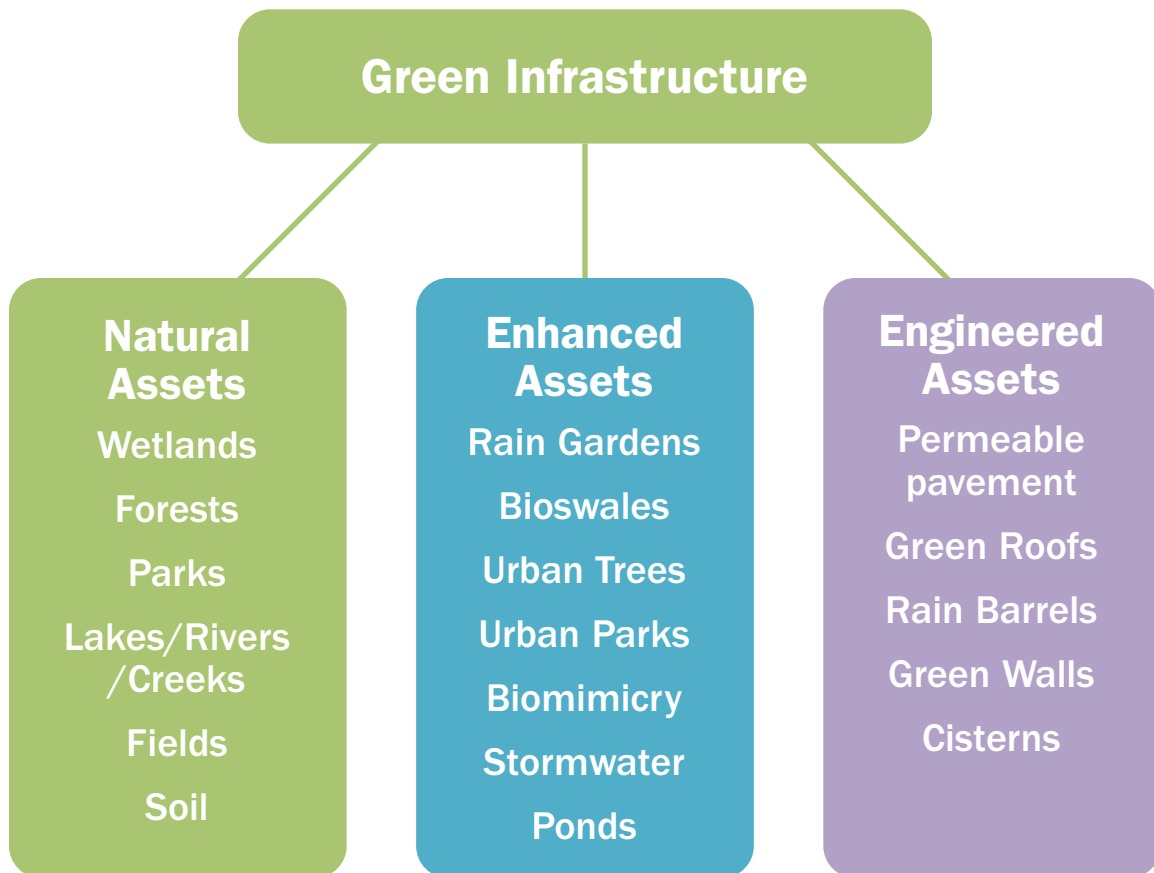 Green Infrastructure
Natural
Assets
Wetlands
Forests
Parks
Lakes/Rivers
/Creeks
Fields
Soil
Enhanced
Assets
Rain Gardens
Bioswales
Urban Trees
Urban Parks
Biomimicry
Stormwater
Ponds
Engineered
Assets
Permeable
pavement
Green Roofs
Rain Barrels
Green Walls
Cisterns